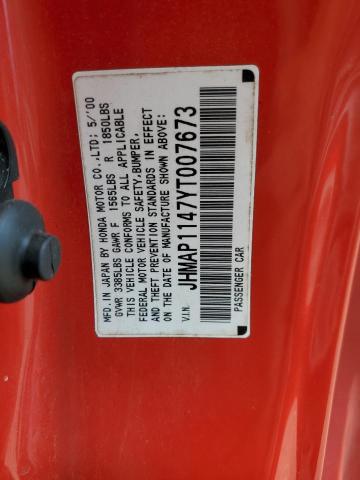 MFD.IN JAPAN BY HONDA MOTOR CO.,LTD; 5/'00
GVWR 3385LBS GAWR F 1565LBS R 1850LBS
THIS VEHICLE CONFORMS TO ALL APPLICABLE
FEDERAL MOTOR VEHICLE SAFETY,BUMPER,
AND THEFT PREVENTION STANDARDS IN EFFECT
ON THE DATE OF MANUFACTURE SHOWN ABOVE:
V.I.N. JHMAP1147YT007673
PASSENGER CAR